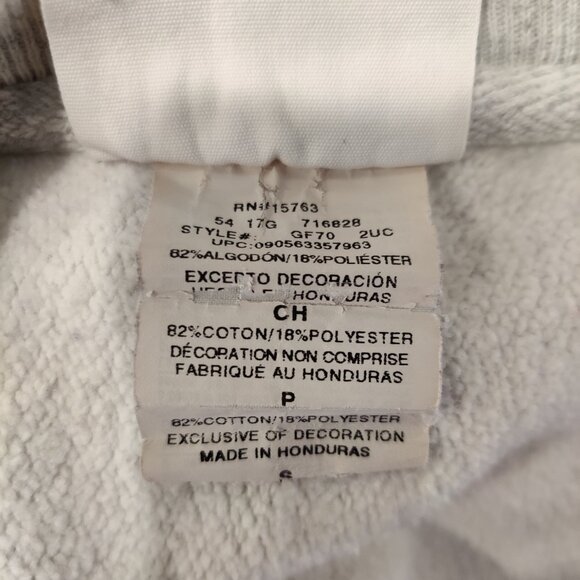 RN#15763
54 17G 716828
STYLE#: GF70 2UC
UPC:090563357963
82%ALGODÓN/18%POLIÉSTER
EXCEPTO DECORACIÓN
HONDURAS
CH
82%COTON/18%POLYESTER
DÉCORATION NON COMPRISE
FABRIQUÉ AU HONDURAS
P
82%COTTON/18%POLYESTER
EXCLUSIVE OF DECORATION
MADE IN HONDURAS
S